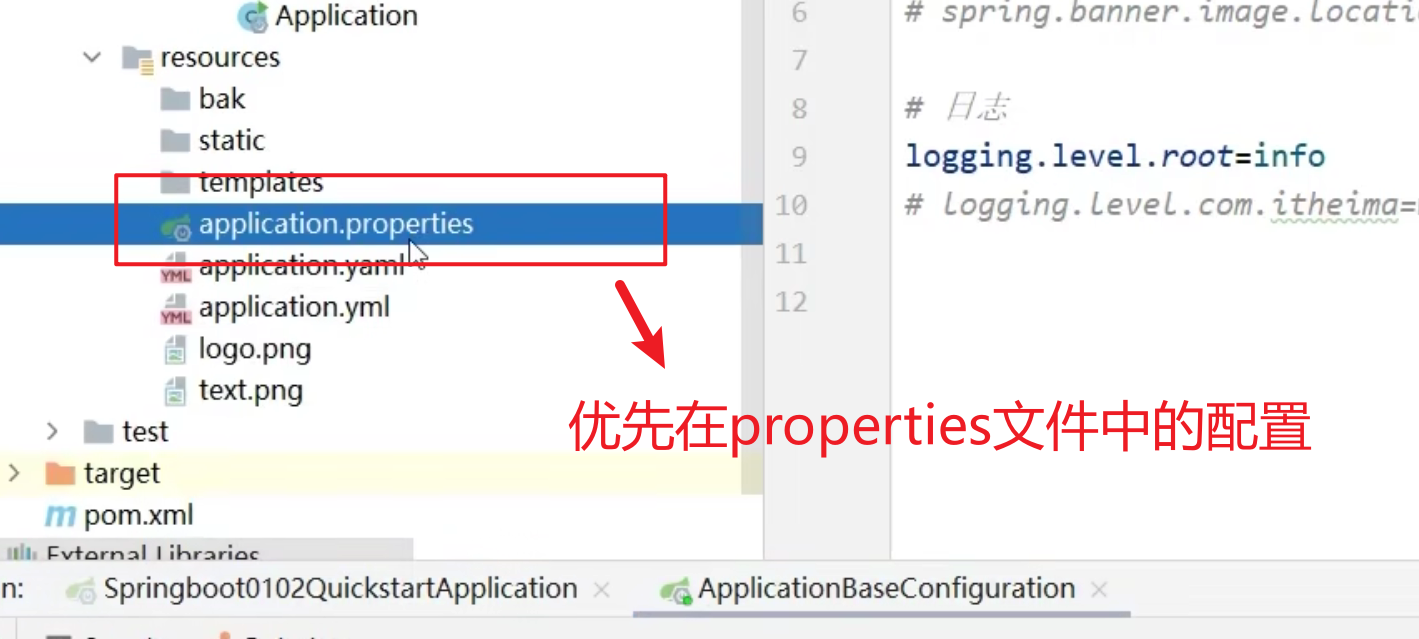 Application
resources
bak
static
templates
application.properties
application.yaml
application.yml
logo.png
text.png
test
target
pom.xml
External Libraries
6 # spring.banner.image.locati
7
8 # 日志
9 logging.level.root=info
10 # logging.level.com.itheima=
11
12
优先在properties文件中的配置
n: Springboot0102QuickstartApplication × ApplicationBaseConfiguration ×